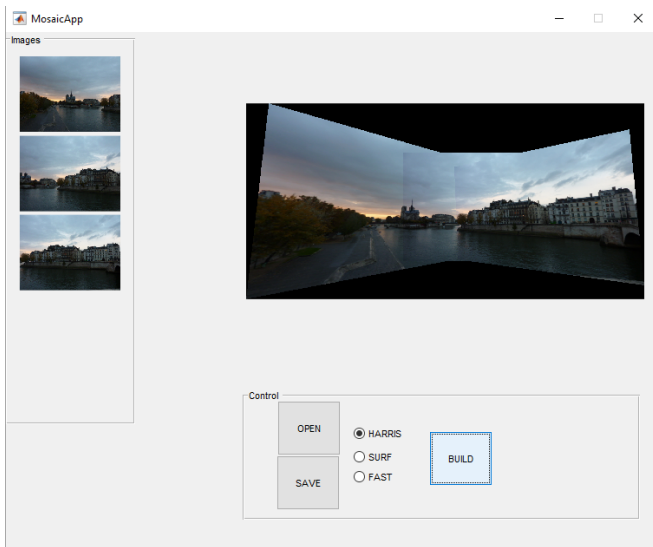 MosaicApp
Images
Control
OPEN
HARRIS
SURF
BUILD
FAST
SAVE